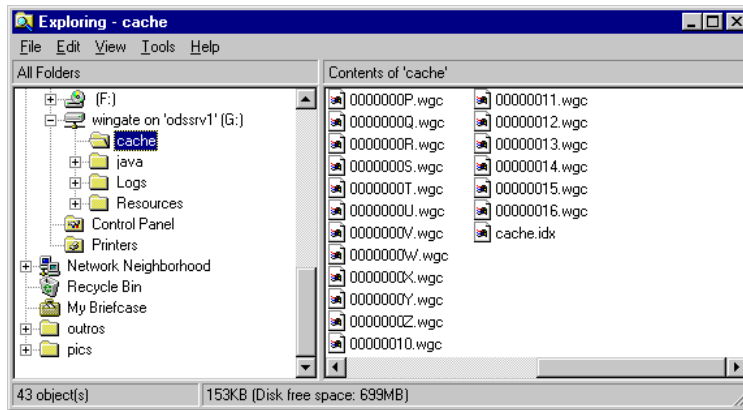 Exploring - cache
File Edit View Tools Help
All Folders
Contents of 'cache'
(F:)
wingate on 'odssrv1' (G:)
cache
java
Logs
Resources
Control Panel
Printers
Network Neighborhood
Recycle Bin
My Briefcase
outros
pics
0000000P.wgc
0000000Q.wgc
0000000R.wgc
0000000S.wgc
0000000T.wgc
0000000U.wgc
0000000V.wgc
0000000W.wgc
0000000X.wgc
0000000Y.wgc
0000000Z.wgc
00000010.wgc
00000011.wgc
00000012.wgc
00000013.wgc
00000014.wgc
00000015.wgc
00000016.wgc
cache.idx
43 object(s)
153KB (Disk free space: 699MB)